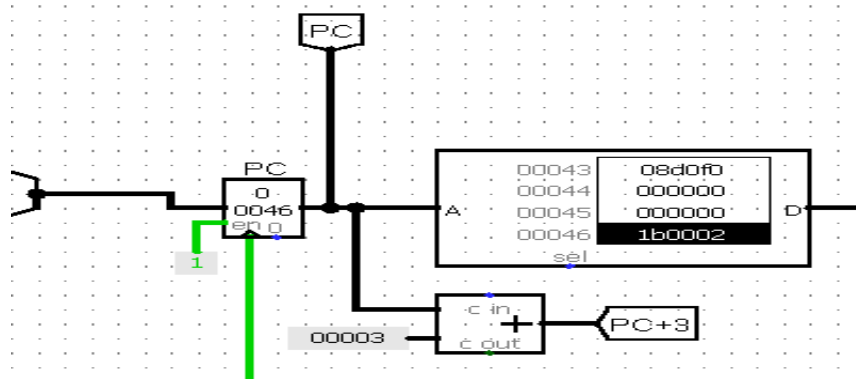 PC
PC
0
0046
en 0
1
A
00043 08d0f0
00044 000000
00045 000000
00046 1b0002
D
sel
c in
+
c out
00003
PC+3